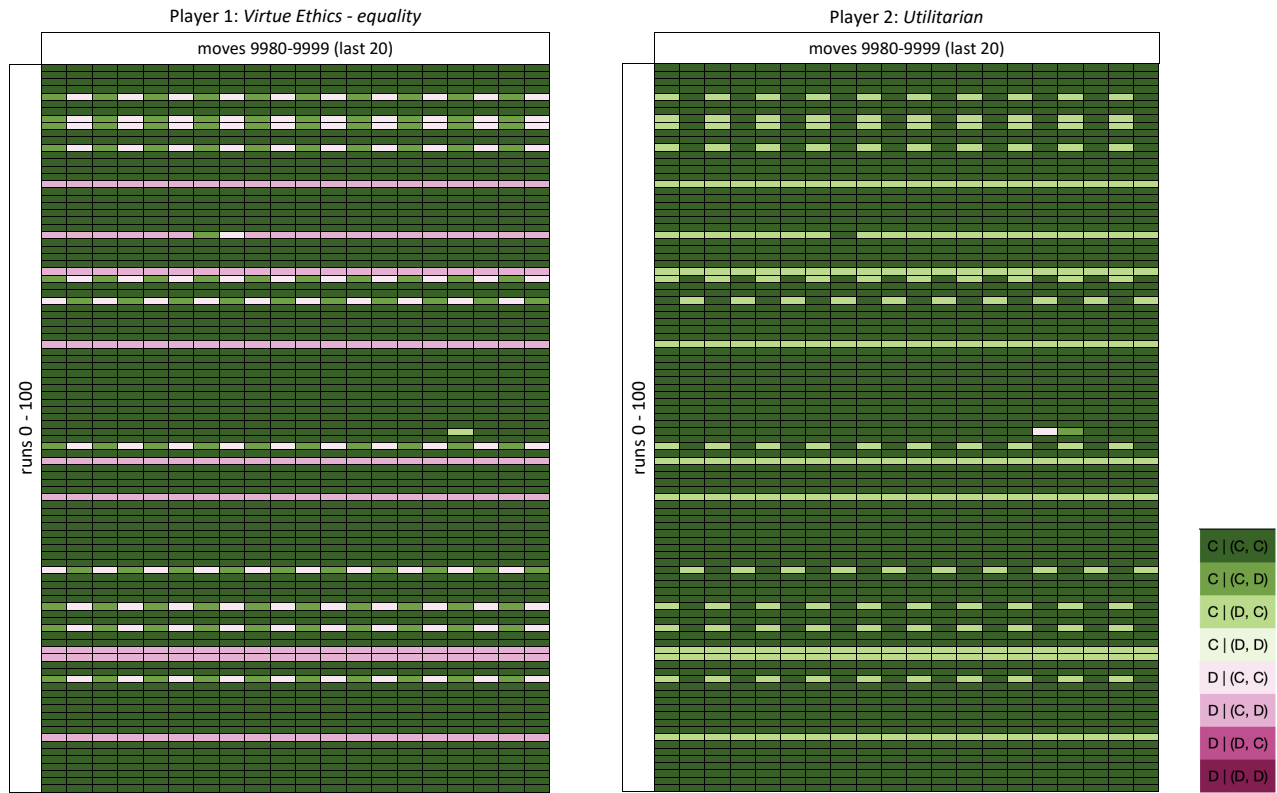 Player 1: Virtue Ethics - equality
moves 9980-9999 (last 20)
runs 0 - 100
Player 2: Utilitarian
moves 9980-9999 (last 20)
runs 0 - 100
C | (C, C)
C | (C, D)
C | (D, C)
C | (D, D)
D | (C, C)
D | (C, D)
D | (D, C)
D | (D, D)